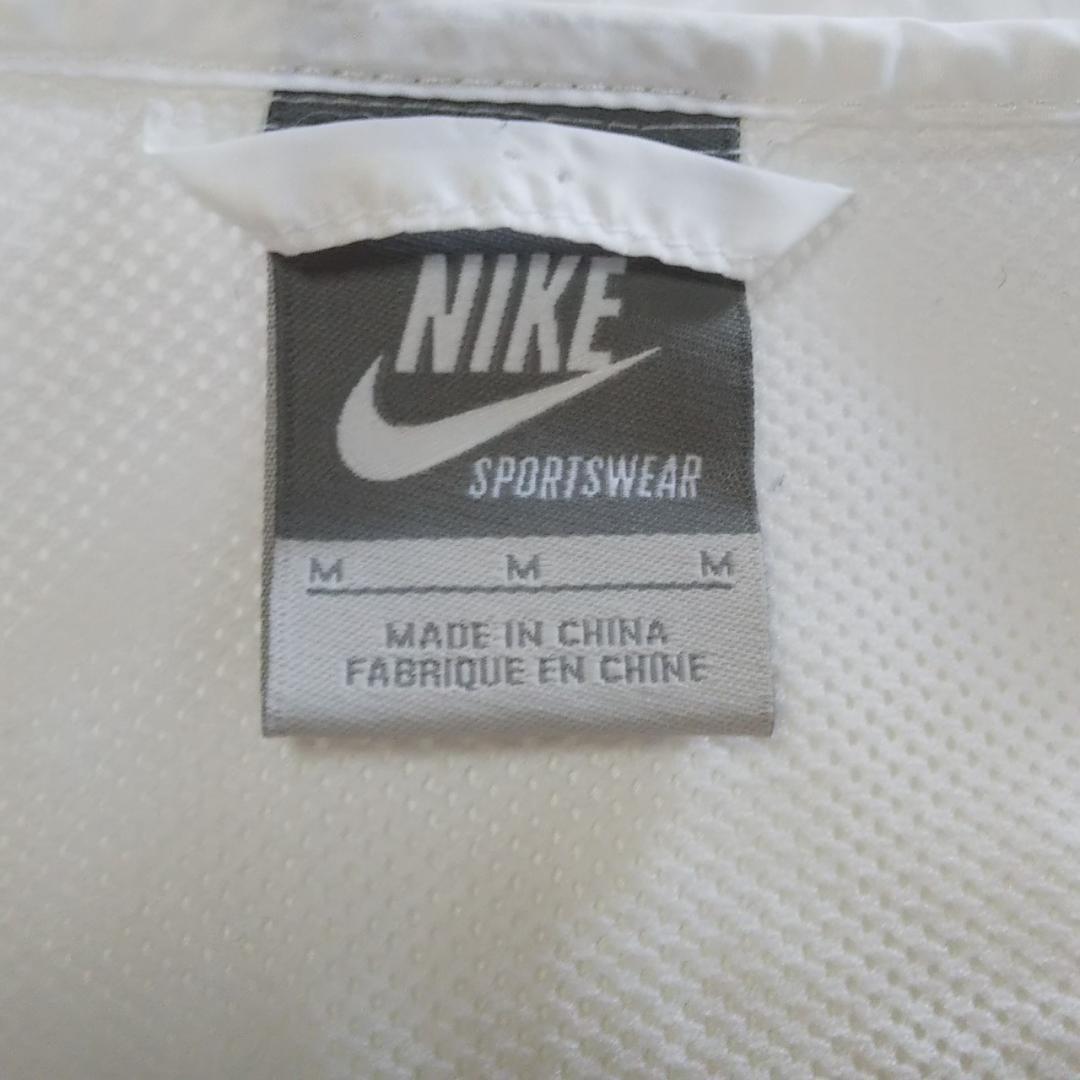 NIKE
SPORTSWEAR
M M M
MADE IN CHINA
FABRIQUE EN CHINE